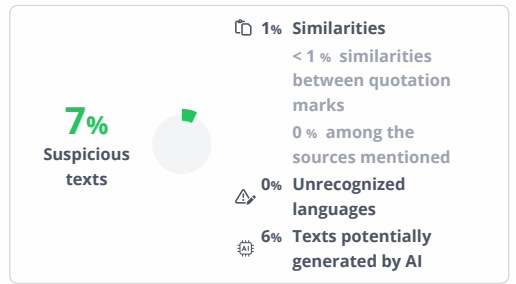 1% Similarities
< 1 % similarities
between quotation
marks
0 % among the
sources mentioned
7%
Suspicious
texts
0% Unrecognized
languages
6% Texts potentially
generated by AI
AI